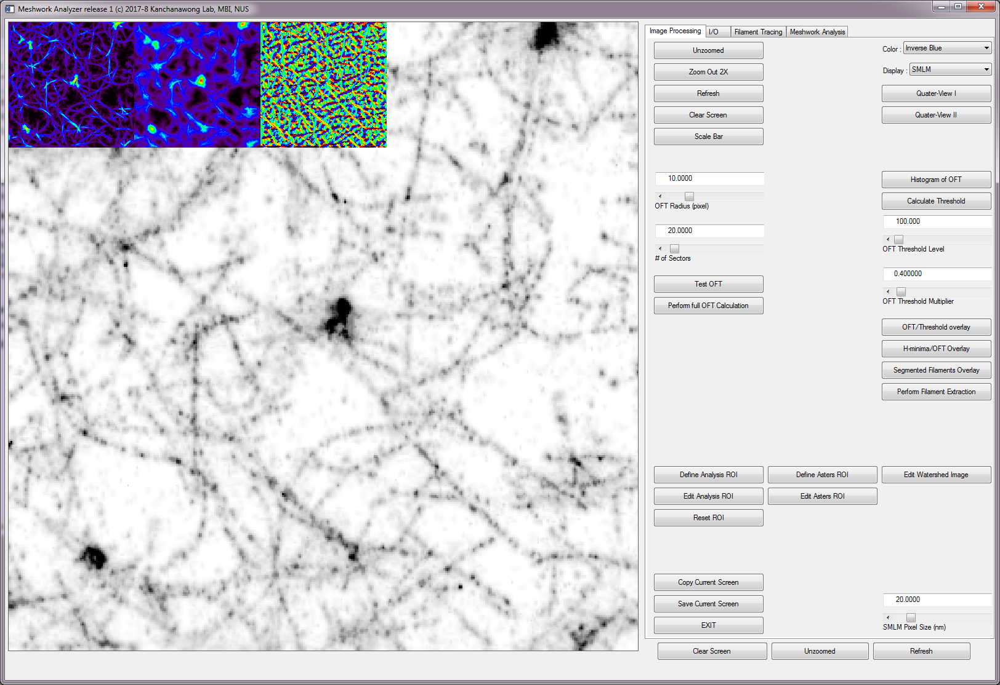 Meshwork Analyzer release 1 (c) 2017-8 Kanchanawong Lab, MBI, NUS
Image Processing I/O Filament Tracing Meshwork Analysis
Unzoomed
Color : Inverse Blue
Zoom Out 2X
Display : SMLM
Refresh
Quater-View I
Clear Screen
Quater-View II
Scale Bar
10.0000
OFT Radius (pixel)
Histogram of OFT
Calculate Threshold
20.0000
# of Sectors
100.000
OFT Threshold Level
Test OFT
0.400000
OFT Threshold Multiplier
Perform full OFT Calculation
OFT/Threshold overlay
H-minima/OFT Overlay
Segmented Filaments Overlay
Perform Filament Extraction
Define Analysis ROI
Define Asters ROI
Edit Watershed Image
Edit Analysis ROI
Edit Asters ROI
Reset ROI
Copy Current Screen
Save Current Screen
20.0000
EXIT
SMLM Pixel Size (nm)
Clear Screen
Unzoomed
Refresh